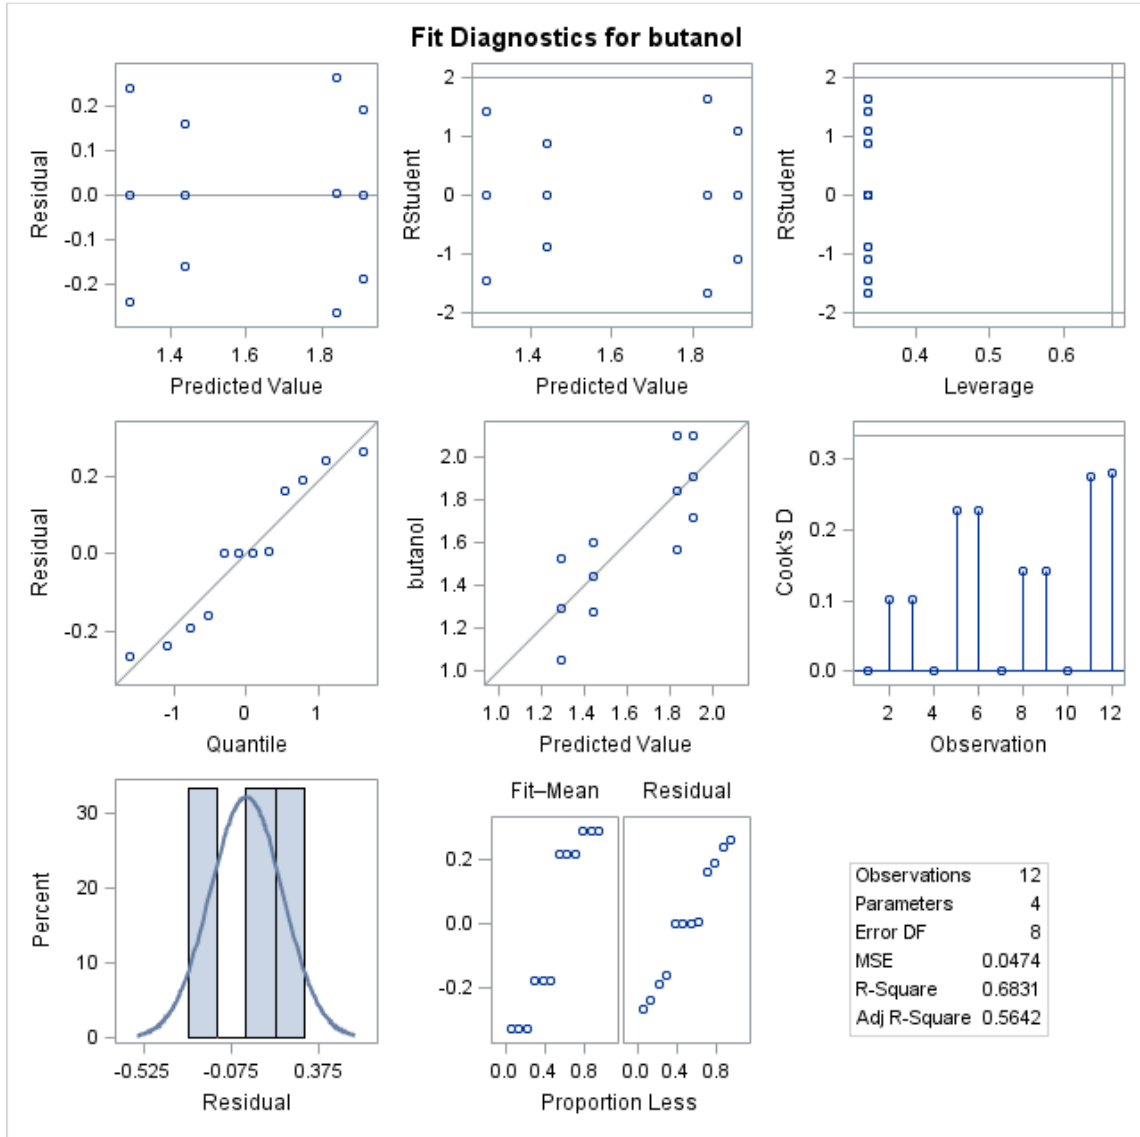 Fit Diagnostics for butanol
Residual
0.2
0.1
0.0
-0.1
-0.2
1.4 1.6 1.8
Predicted Value
RStudent
2
1
0
-1
-2
1.4 1.6 1.8
Predicted Value
RStudent
2
1
0
-1
-2
0.4 0.5 0.6
Leverage
Residual
0.2
0.0
-0.2
-1 0 1
Quantile
butanol
2.0
1.8
1.6
1.4
1.2
1.0
1.0 1.2 1.4 1.6 1.8 2.0
Predicted Value
Cook's D
0.3
0.2
0.1
0.0
2 4 6 8 10 12
Observation
Percent
30
20
10
0
-0.525 -0.075 0.375
Residual
Fit–Mean Residual
0.2
0.0
-0.2
0.0 0.4 0.8 0.0 0.4 0.8
Proportion Less
Observations 12
Parameters 4
Error DF 8
MSE 0.0474
R-Square 0.6831
Adj R-Square 0.5642